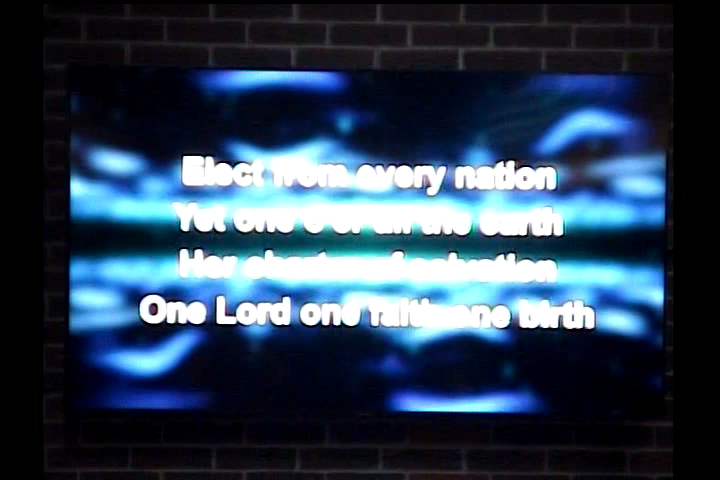 Elect from every nation
Yet one o'er all the earth
Her charter of salvation
One Lord one faith one birth